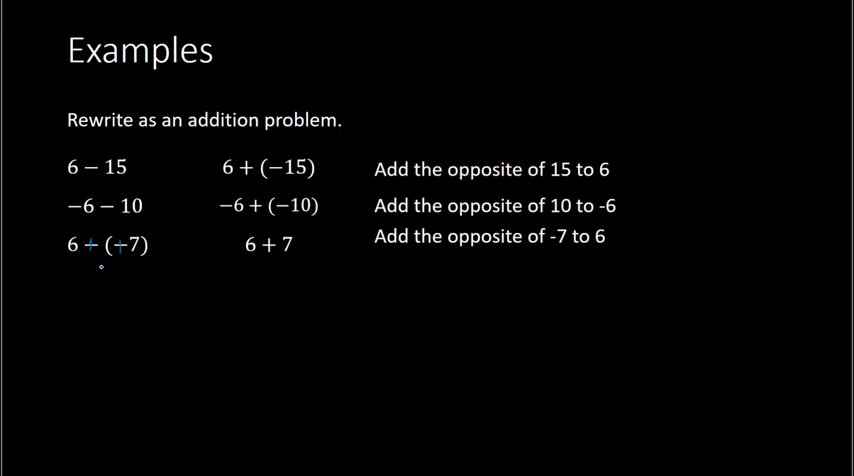 Examples
Rewrite as an addition problem.
6 − 15 6 + (−15) Add the opposite of 15 to 6
−6 − 10 -6 + (−10) Add the opposite of 10 to -6
6 + (+7) 6 + 7 Add the opposite of -7 to 6